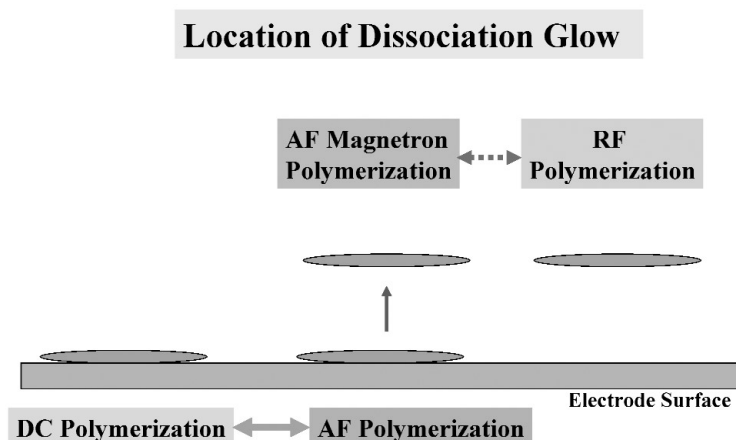 Location of Dissociation Glow
AF Magnetron
Polymerization
RF
Polymerization
Electrode Surface
DC Polymerization
AF Polymerization